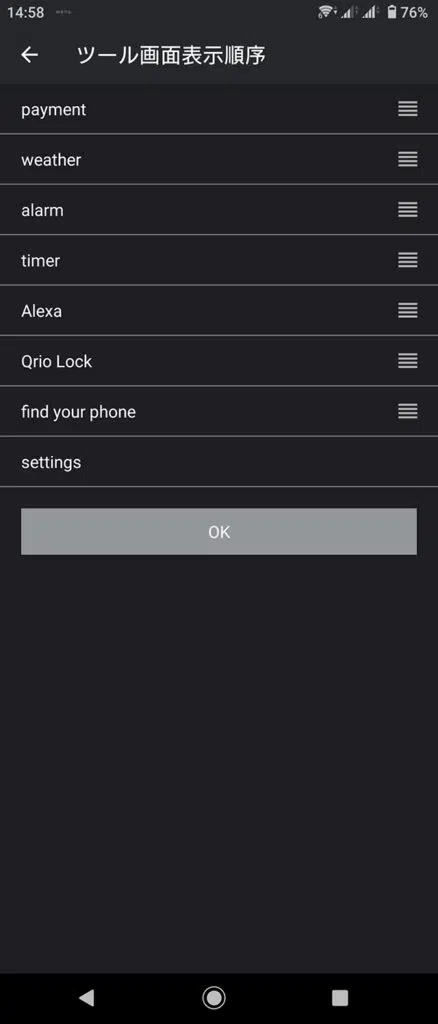 14:58
76%
ツール画面表示順序
payment
weather
alarm
timer
Alexa
Qrio Lock
find your phone
settings
OK